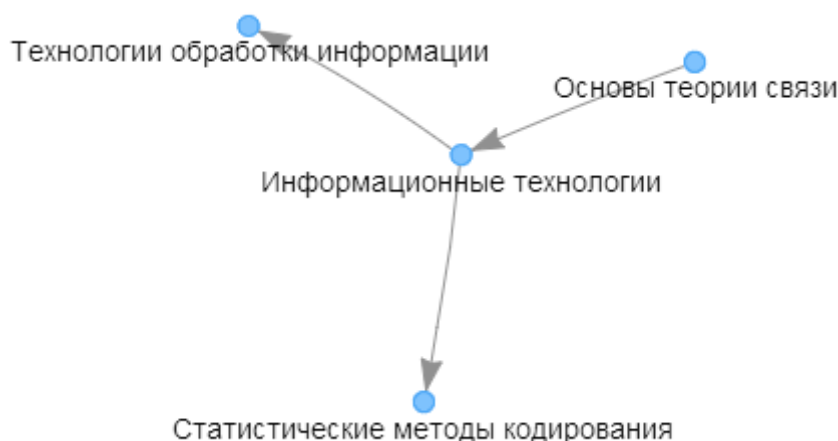 Технологии обработки информации
Основы теории связи
Информационные технологии
Статистические методы кодирования